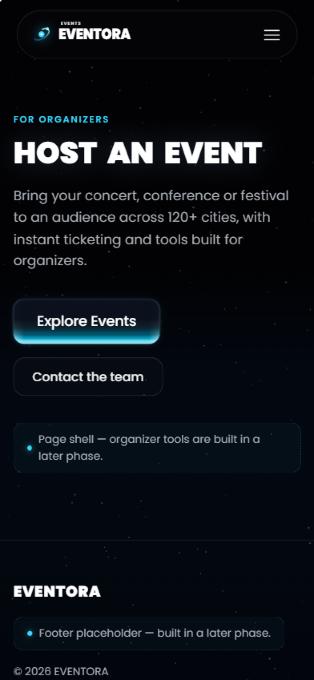 EVENTS
EVENTORA
FOR ORGANIZERS
HOST AN EVENT
Bring your concert, conference or festival
to an audience across 120+ cities, with
instant ticketing and tools built for
organizers.
Explore Events
Contact the team
Page shell — organizer tools are built in a
later phase.
EVENTORA
Footer placeholder — built in a later phase.
© 2026 EVENTORA